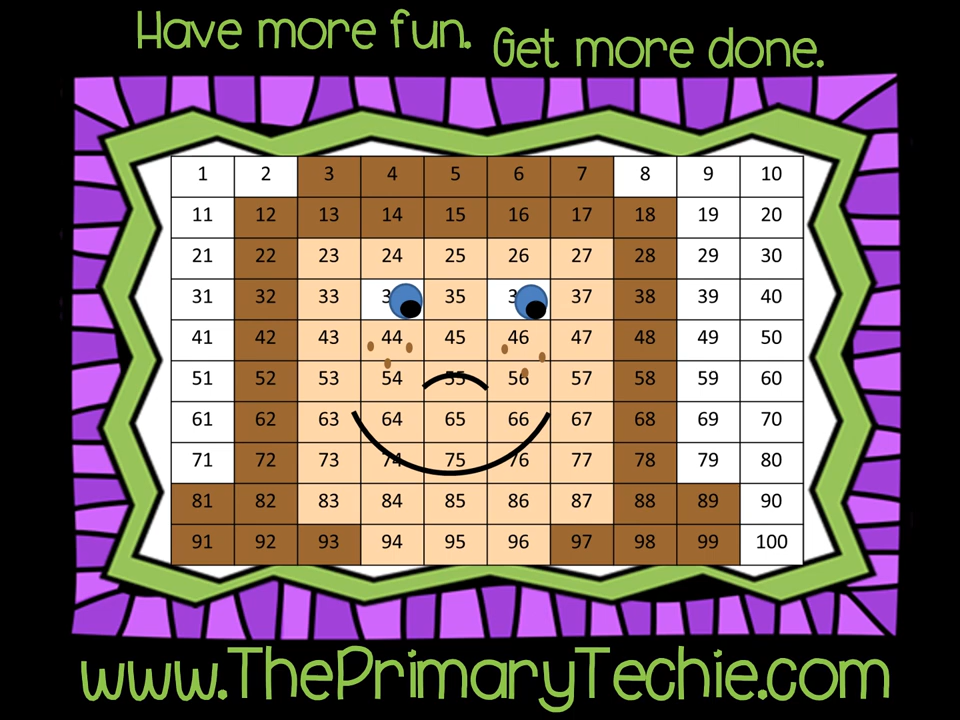 Have more fun. Get more done.
1 2 3 4 5 6 7 8 9 10
11 12 13 14 15 16 17 18 19 20
21 22 23 24 25 26 27 28 29 30
31 32 33 35 37 38 39 40
41 42 43 44 45 46 47 48 49 50
51 52 53 54 55 56 57 58 59 60
61 62 63 64 65 66 67 68 69 70
71 72 73 74 75 76 77 78 79 80
81 82 83 84 85 86 87 88 89 90
91 92 93 94 95 96 97 98 99 100
www.ThePrimaryTechie.com